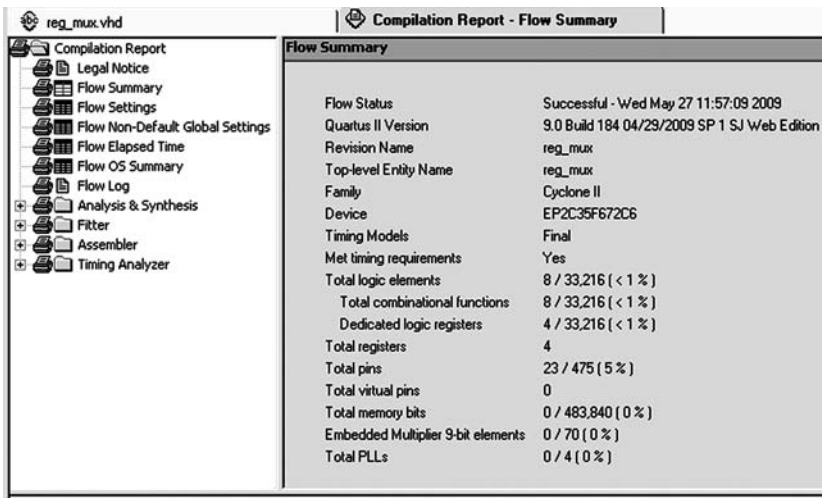 reg_mux.vhd
Compilation Report - Flow Summary
Compilation Report
Legal Notice
Flow Summary
Flow Settings
Flow Non-Default Global Settings
Flow Elapsed Time
Flow OS Summary
Flow Log
Analysis & Synthesis
Fitter
Assembler
Timing Analyzer
Flow Summary
Flow Status Successful - Wed May 27 11:57:09 2009
Quartus II Version 9.0 Build 184 04/29/2009 SP 1 SJ Web Edition
Revision Name reg_mux
Top-level Entity Name reg_mux
Family Cyclone II
Device EP2C35F672C6
Timing Models Final
Met timing requirements Yes
Total logic elements 8 / 33,216 ( < 1 % )
Total combinational functions 8 / 33,216 ( < 1 % )
Dedicated logic registers 4 / 33,216 ( < 1 % )
Total registers 4
Total pins 23 / 475 ( 5 % )
Total virtual pins 0
Total memory bits 0 / 483,840 ( 0 % )
Embedded Multiplier 9-bit elements 0 / 70 ( 0 % )
Total PLLs 0 / 4 ( 0 % )